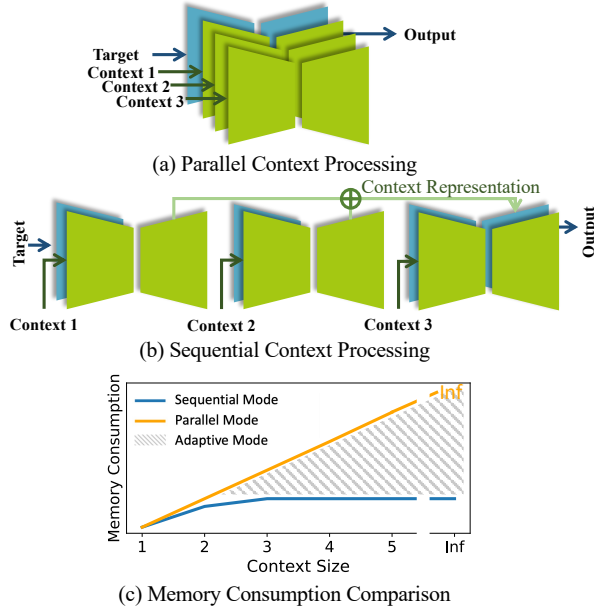 Target
Output
Context 1
Context 2
Context 3
(a) Parallel Context Processing
Context Representation
Target
Output
Context 1
Context 2
Context 3
(b) Sequential Context Processing
Memory Consumption
Sequential Mode
Parallel Mode
Adaptive Mode
Inf
1 2 3 4 5 Inf
Context Size
(c) Memory Consumption Comparison